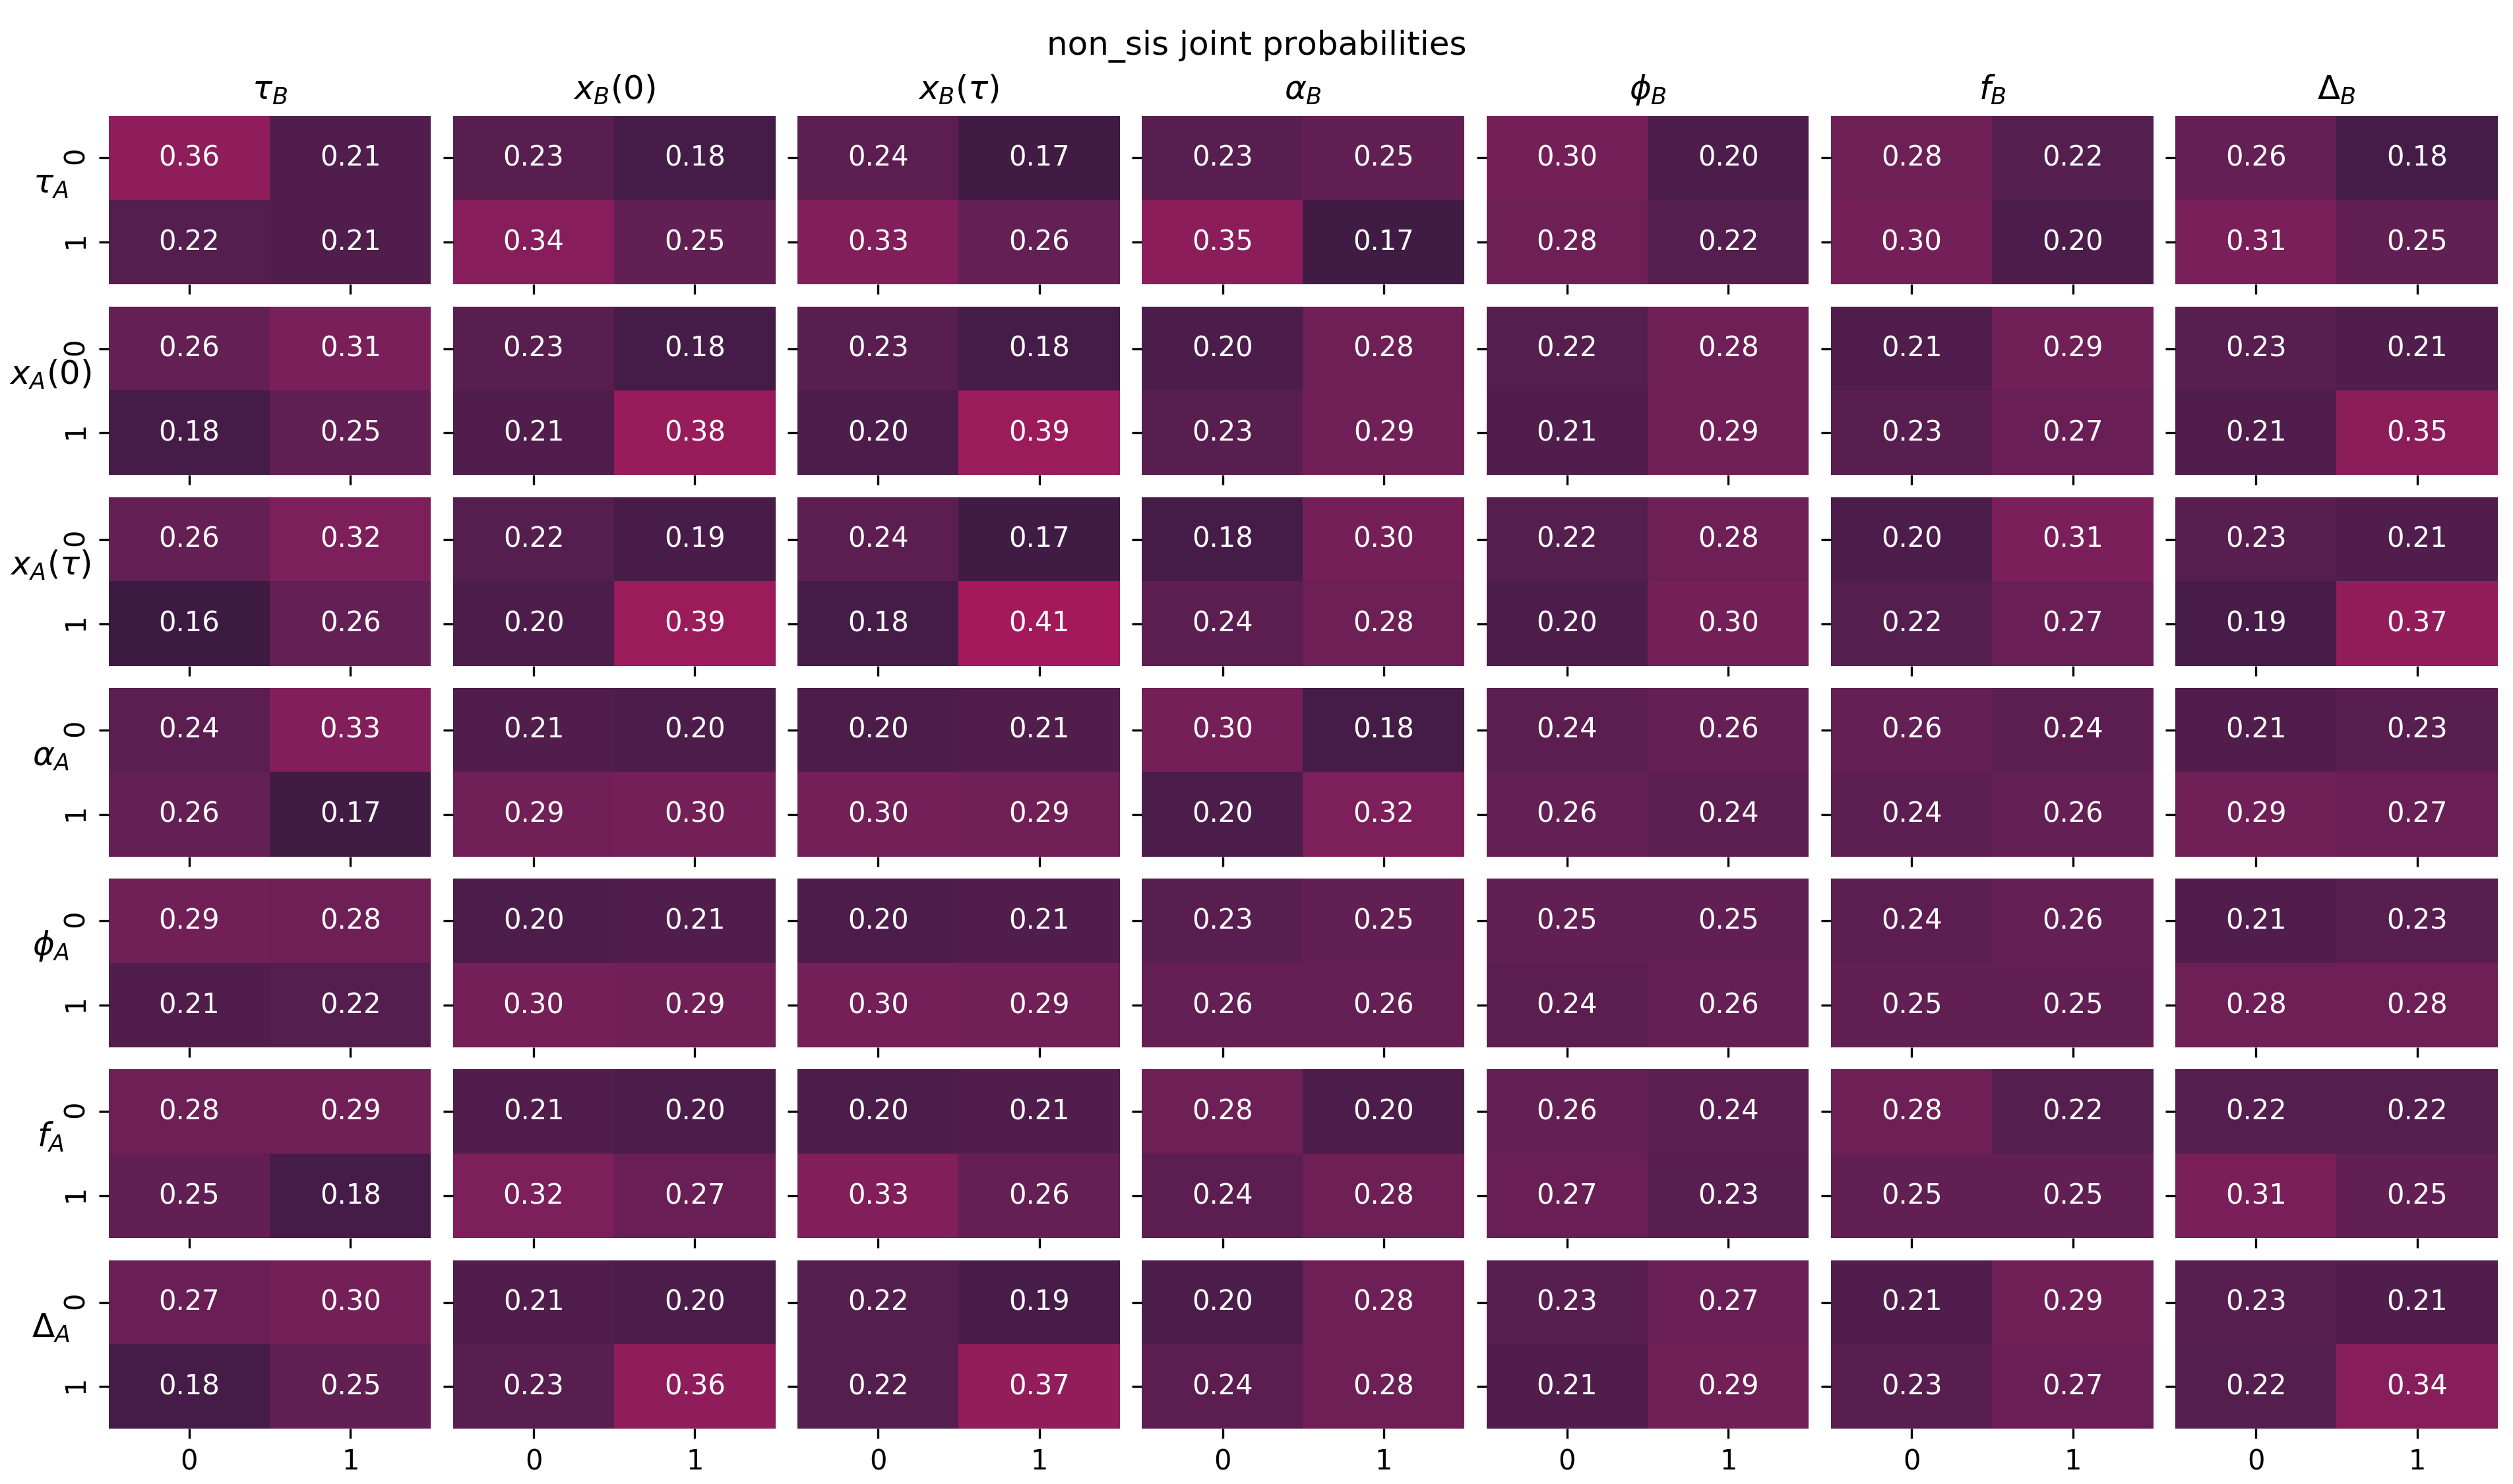 non_sis joint probabilities
τ_B x_B(0) x_B(τ) α_B ϕ_B f_B Δ_B
0 0.36 0.21 0.23 0.18 0.24 0.17 0.23 0.25 0.30 0.20 0.28 0.22 0.26 0.18
τ_A
1 0.22 0.21 0.34 0.25 0.33 0.26 0.35 0.17 0.28 0.22 0.30 0.20 0.31 0.25
0 0.26 0.31 0.23 0.18 0.23 0.18 0.20 0.28 0.22 0.28 0.21 0.29 0.23 0.21
x_A(0)
1 0.18 0.25 0.21 0.38 0.20 0.39 0.23 0.29 0.21 0.29 0.23 0.27 0.21 0.35
0 0.26 0.32 0.22 0.19 0.24 0.17 0.18 0.30 0.22 0.28 0.20 0.31 0.23 0.21
x_A(τ)
1 0.16 0.26 0.20 0.39 0.18 0.41 0.24 0.28 0.20 0.30 0.22 0.27 0.19 0.37
0 0.24 0.33 0.21 0.20 0.20 0.21 0.30 0.18 0.24 0.26 0.26 0.24 0.21 0.23
α_A
1 0.26 0.17 0.29 0.30 0.30 0.29 0.20 0.32 0.26 0.24 0.24 0.26 0.29 0.27
0 0.29 0.28 0.20 0.21 0.20 0.21 0.23 0.25 0.25 0.25 0.24 0.26 0.21 0.23
ϕ_A
1 0.21 0.22 0.30 0.29 0.30 0.29 0.26 0.26 0.24 0.26 0.25 0.25 0.28 0.28
0 0.28 0.29 0.21 0.20 0.20 0.21 0.28 0.20 0.26 0.24 0.28 0.22 0.22 0.22
f_A
1 0.25 0.18 0.32 0.27 0.33 0.26 0.24 0.28 0.27 0.23 0.25 0.25 0.31 0.25
0 0.27 0.30 0.21 0.20 0.22 0.19 0.20 0.28 0.23 0.27 0.21 0.29 0.23 0.21
Δ_A
1 0.18 0.25 0.23 0.36 0.22 0.37 0.24 0.28 0.21 0.29 0.23 0.27 0.22 0.34
0 1 0 1 0 1 0 1 0 1 0 1 0 1